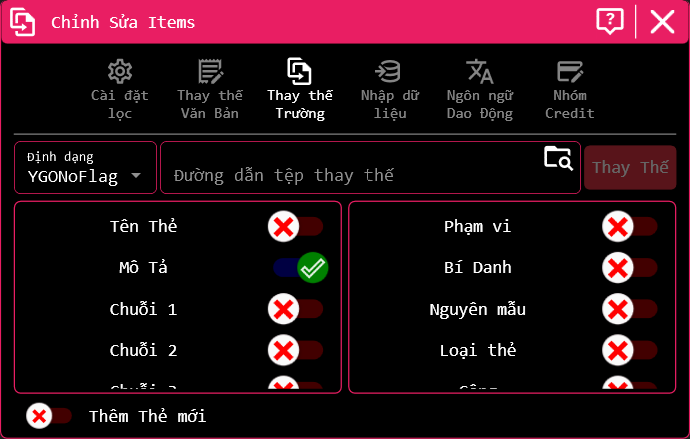 Chỉnh Sửa Items
Cài đặt
lọc
Thay thế
Văn Bản
Thay thế
Trường
Nhập dữ
liệu
Ngôn ngữ
Dao Động
Nhóm
Credit
Định dạng
YGONoFlag
Đường dẫn tệp thay thế
Thay Thế
Tên Thẻ
Mô Tả
Chuỗi 1
Chuỗi 2
Chuỗi 3
Phạm vi
Bí Danh
Nguyên mẫu
Loại thẻ
Thêm Thẻ mới